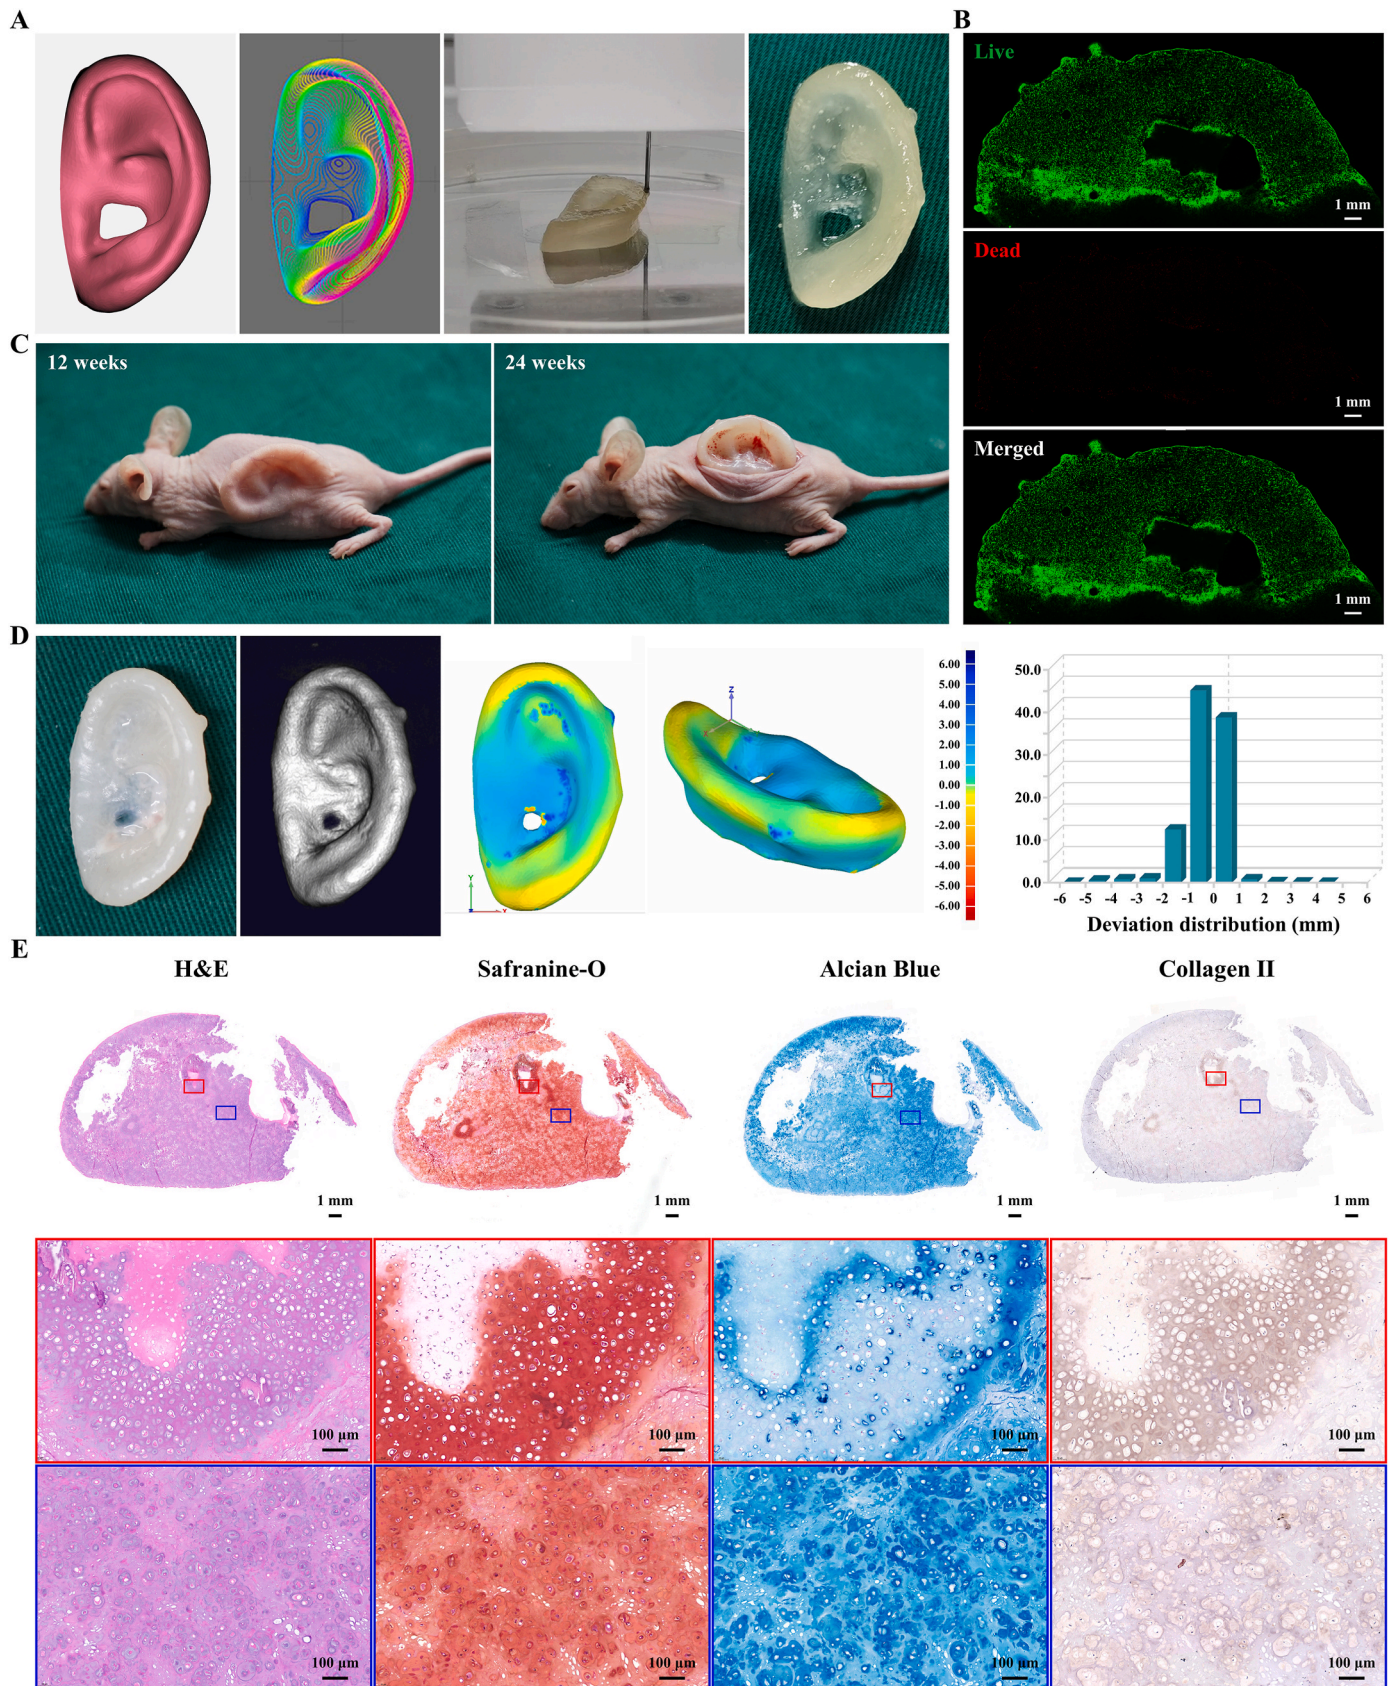 A
B
Live
1 mm
Dead
1 mm
Merged
1 mm
C
12 weeks
24 weeks
D
Z
Y
6.00
4.00
3.00
2.00
1.00
0.00
-1.00
-2.00
-3.00
-4.00
-5.00
-6.00
50.0
40.0
30.0
20.0
10.0
0.0
-6 -5 -4 -3 -2 -1 0 1 2 3 4 5 6
Deviation distribution (mm)
E
H&E Safranine-O Alcian Blue Collagen II
1 mm 1 mm 1 mm 1 mm
100 µm 100 µm 100 µm 100 µm
100 µm 100 µm 100 µm 100 µm